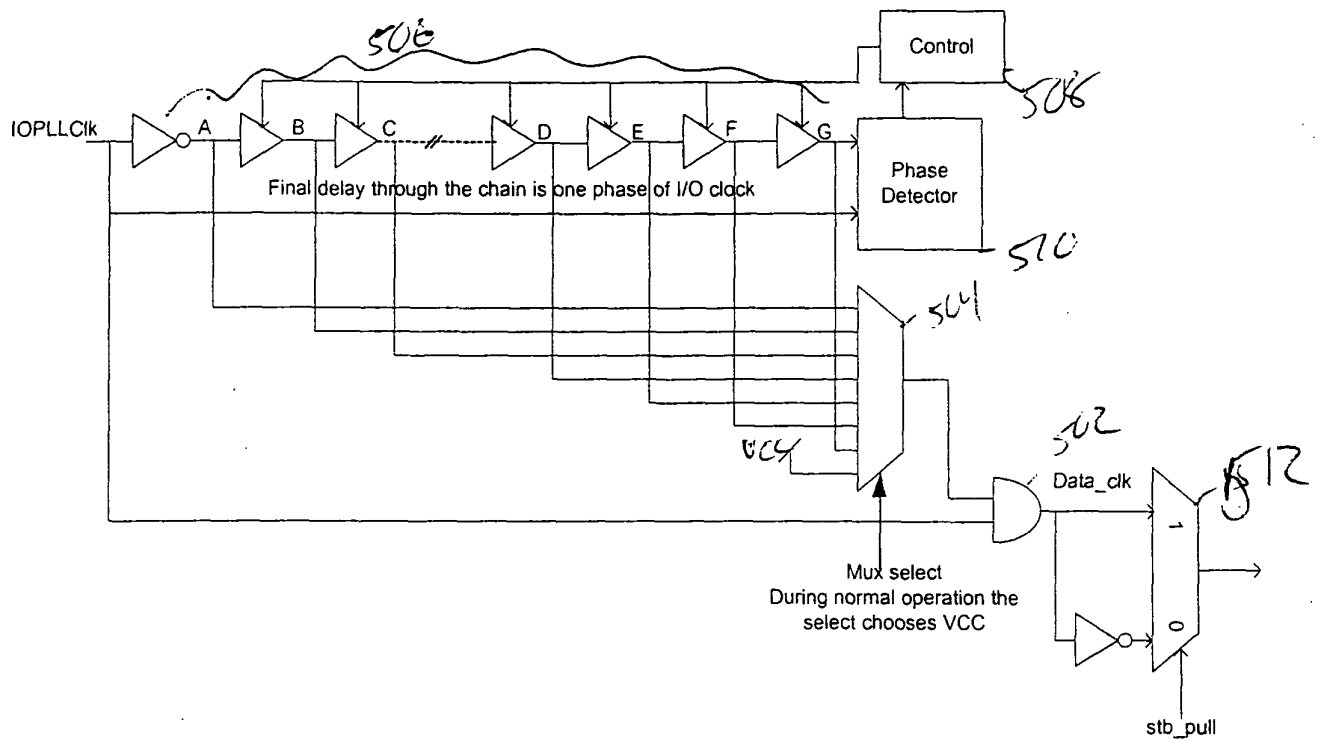 506
Control
508
IOPLLClk
A
B
C
D
E
F
G
Phase
Detector
Final delay through the chain is one phase of I/O clock
510
504
VCC
502
Data_clk
512
1
0
Mux select
During normal operation the
select chooses VCC
stb_pull